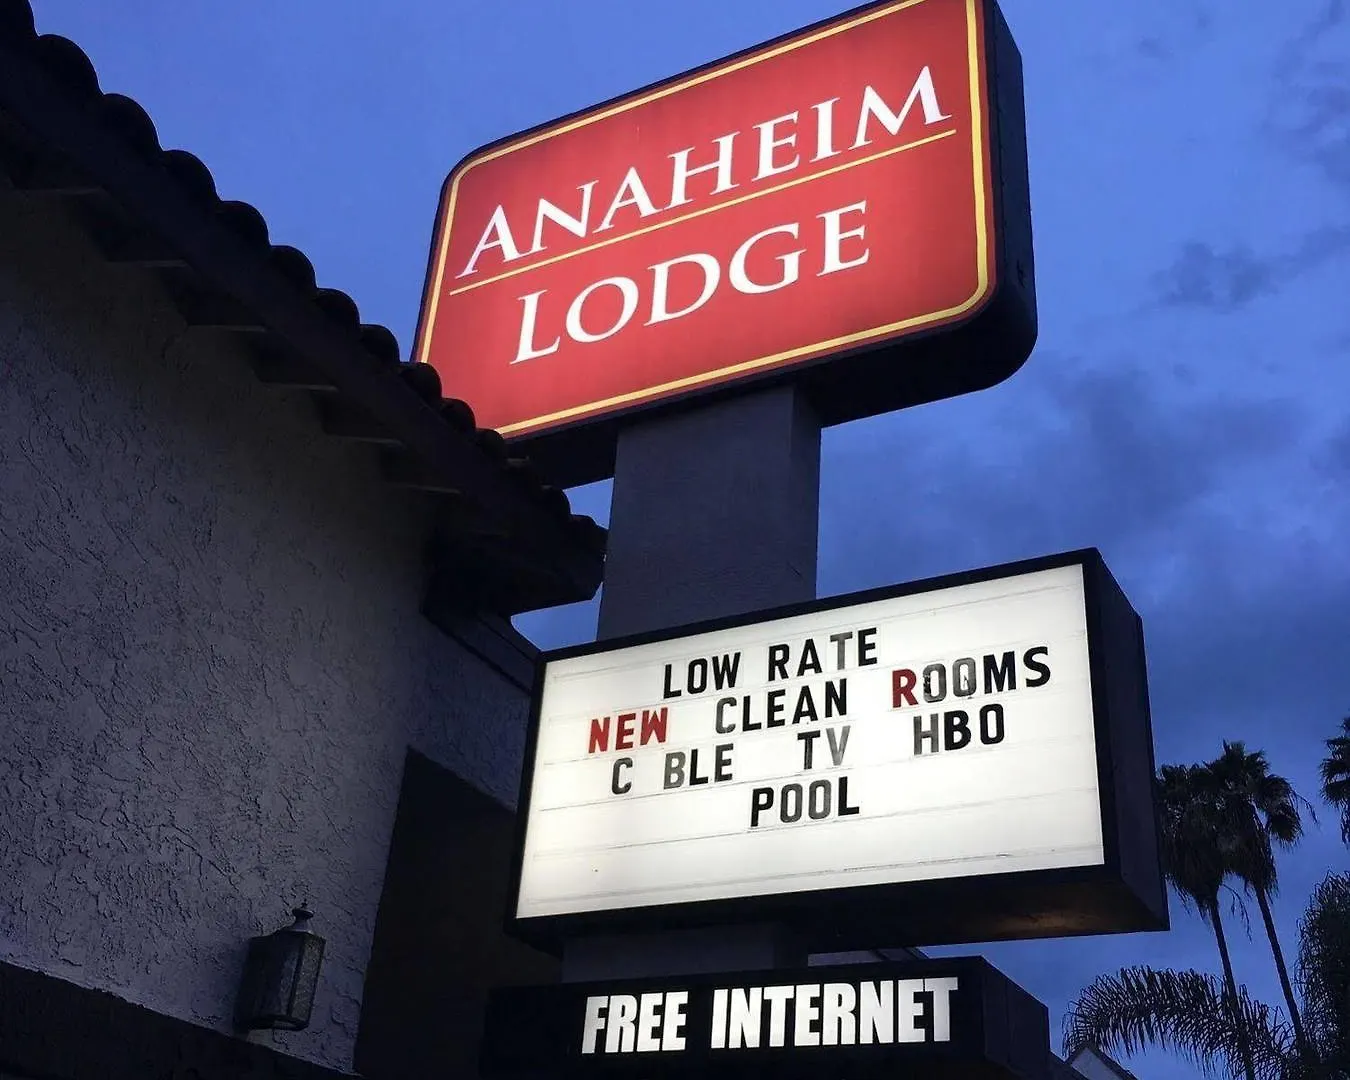 ANAHEIM
LODGE
LOW RATE
NEW CLEAN ROOMS
C BLE TV HBO
POOL
FREE INTERNET